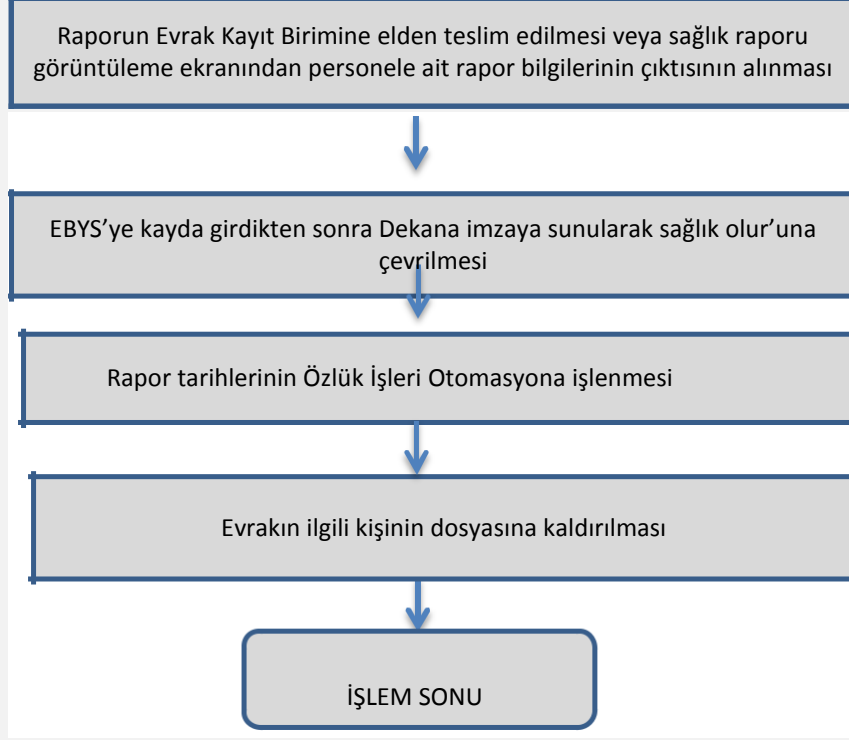 Raporun Evrak Kayıt Birimine elden teslim edilmesi veya sağlık raporu
görüntüleme ekranından personele ait rapor bilgilerinin çıktısının alınması
EBYS’ye kayda girdikten sonra Dekana imzaya sunularak sağlık olur’una
çevrilmesi
Rapor tarihlerinin Özlük İşleri Otomasyona işlenmesi
Evrakın ilgili kişinin dosyasına kaldırılması
İŞLEM SONU